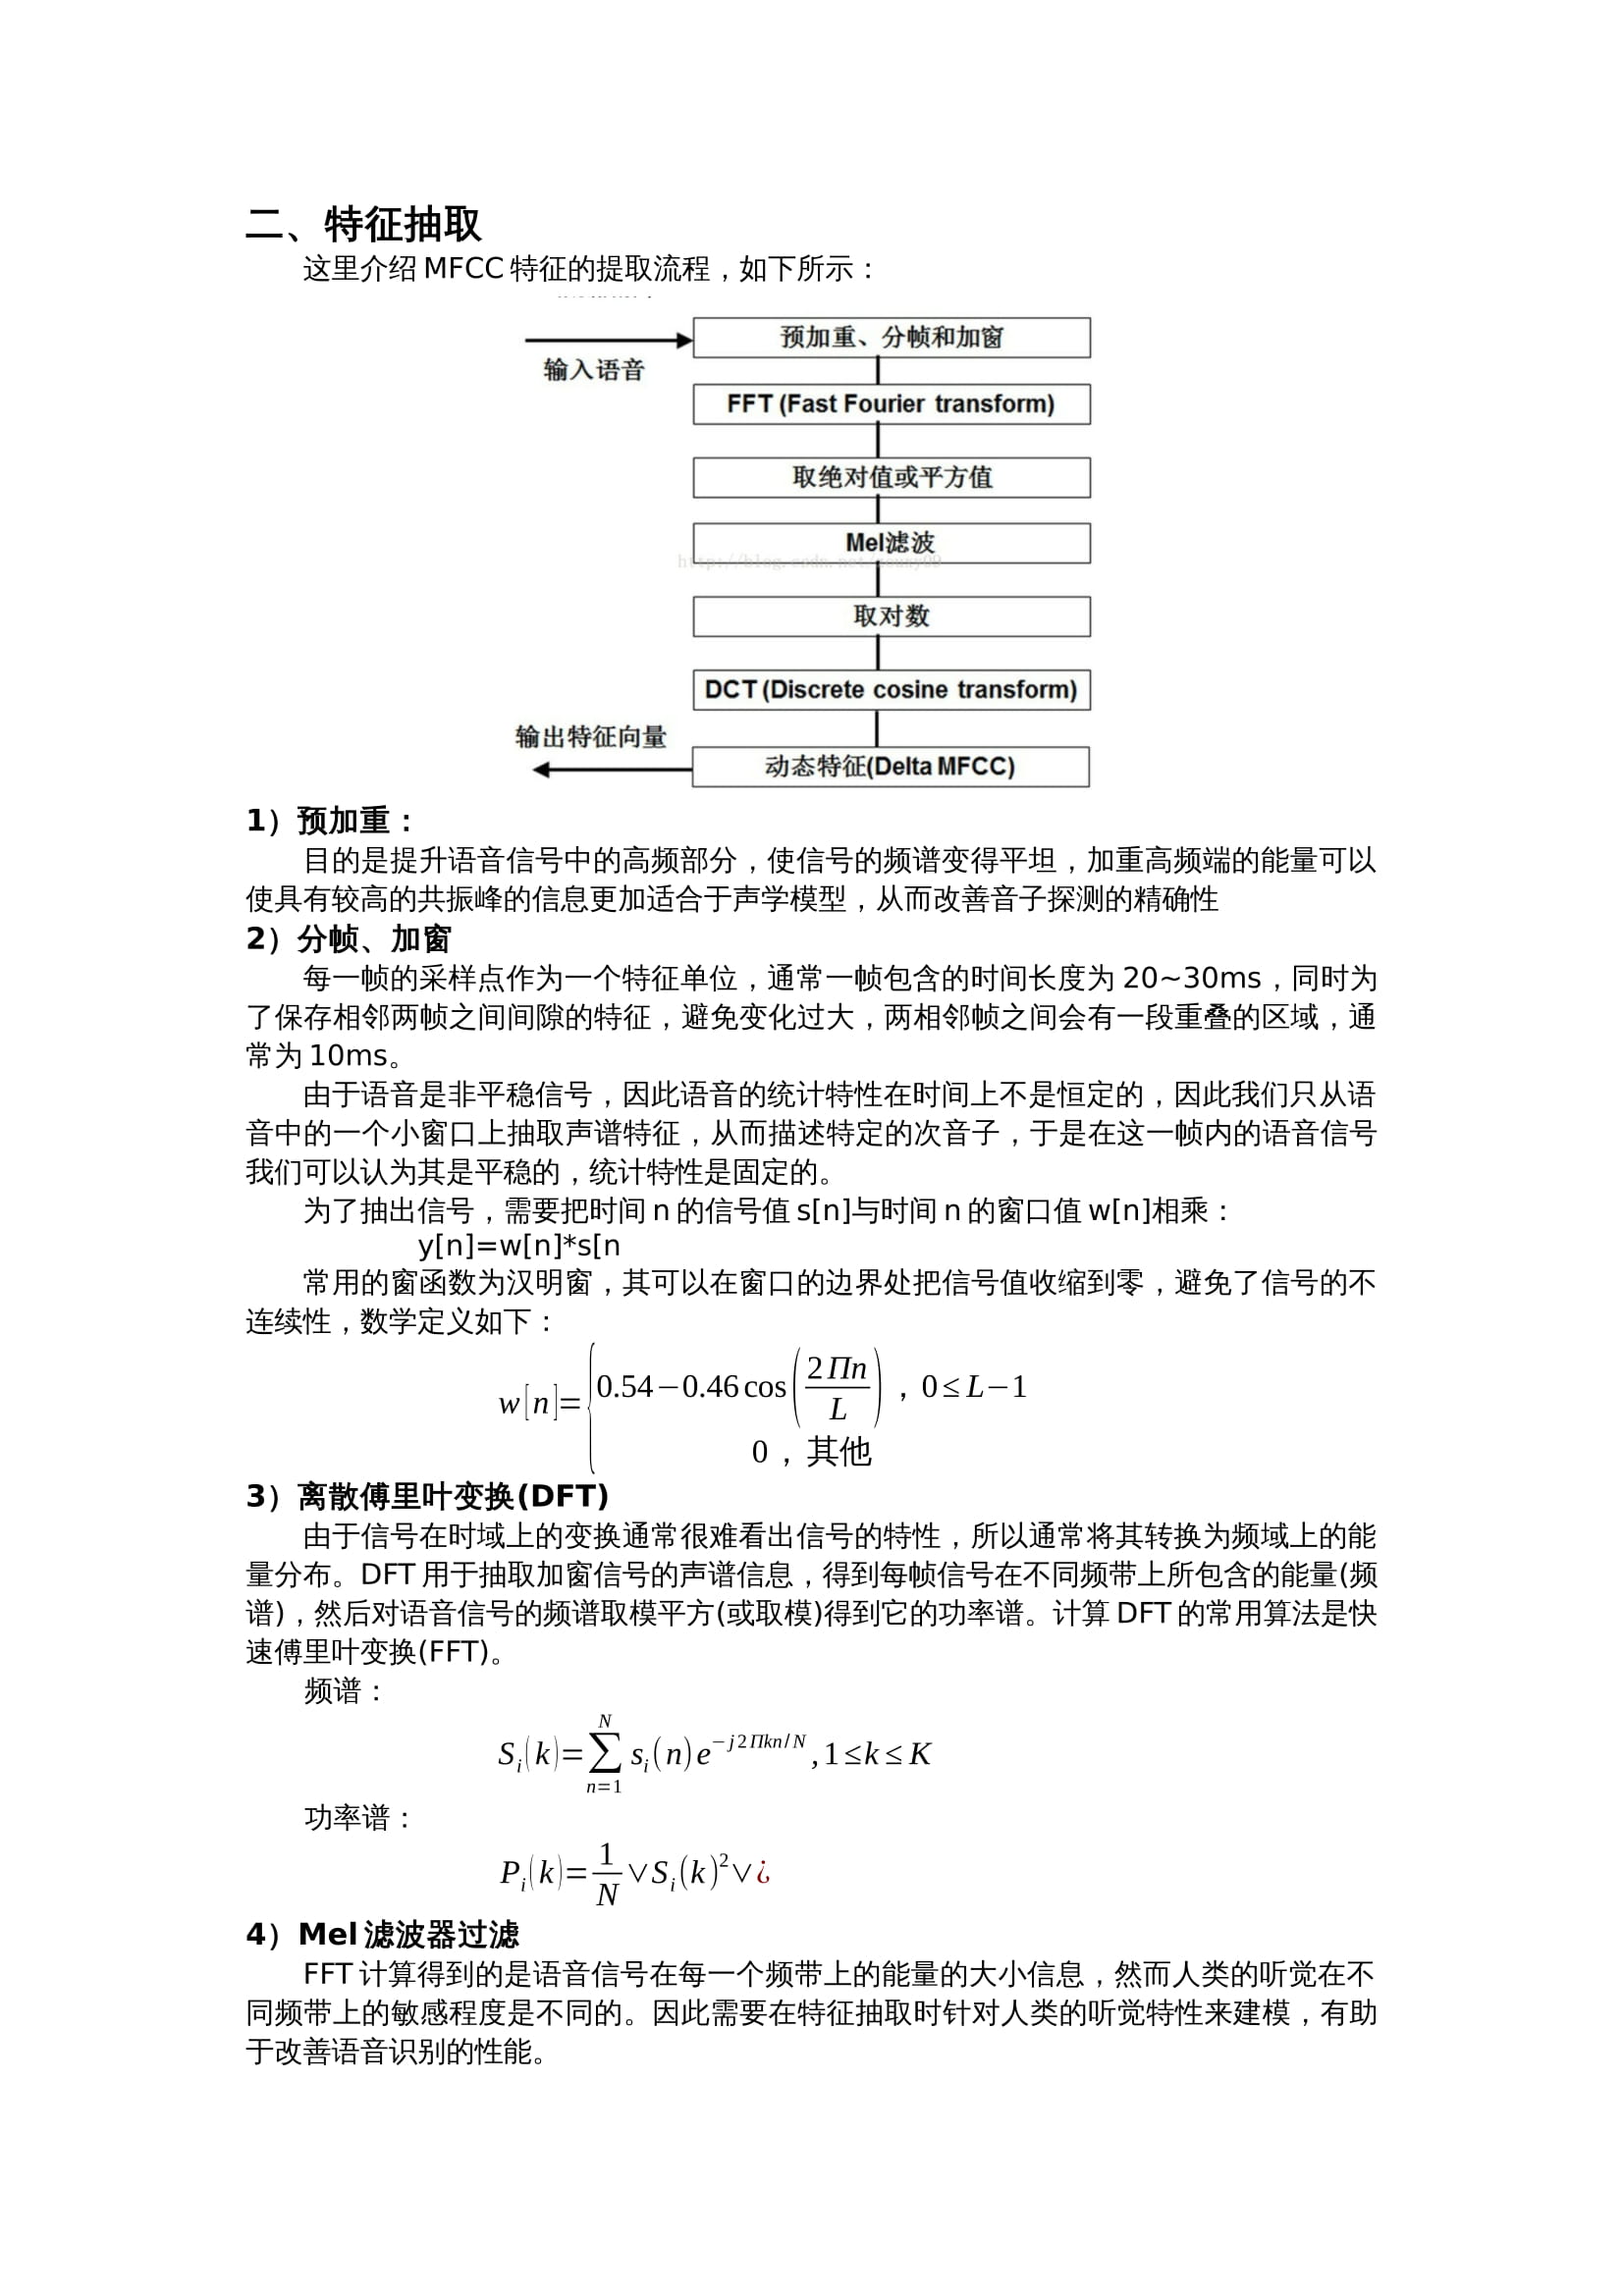 二、特征抽取
这里介绍 MFCC 特征的提取流程，如下所示：
预加重、分帧和加窗
输入语音
FFT (Fast Fourier transform)
取绝对值或平方值
Mel滤波
取对数
DCT (Discrete cosine transform)
输出特征向量
动态特征(Delta MFCC)
1）预加重：
目的是提升语音信号中的高频部分，使信号的频谱变得平坦，加重高频端的能量可以
使具有较高的共振峰的信息更加适合于声学模型，从而改善音子探测的精确性
2）分帧、加窗
每一帧的采样点作为一个特征单位，通常一帧包含的时间长度为 20~30ms，同时为
了保存相邻两帧之间间隙的特征，避免变化过大，两相邻帧之间会有一段重叠的区域，通
常为 10ms。
由于语音是非平稳信号，因此语音的统计特性在时间上不是恒定的，因此我们只从语
音中的一个小窗口上抽取声谱特征，从而描述特定的次音子，于是在这一帧内的语音信号
我们可以认为其是平稳的，统计特性是固定的。
为了抽出信号，需要把时间 n 的信号值 s[n]与时间 n 的窗口值 w[n]相乘：
y[n]=w[n]*s[n
常用的窗函数为汉明窗，其可以在窗口的边界处把信号值收缩到零，避免了信号的不
连续性，数学定义如下：
w[n]={0.54−0.46 cos(2Πn/L)，0≤L−1
0，其他
3）离散傅里叶变换(DFT)
由于信号在时域上的变换通常很难看出信号的特性，所以通常将其转换为频域上的能
量分布。DFT 用于抽取加窗信号的声谱信息，得到每帧信号在不同频带上所包含的能量(频
谱)，然后对语音信号的频谱取模平方(或取模)得到它的功率谱。计算 DFT 的常用算法是快
速傅里叶变换(FFT)。
频谱：
S_i(k)=∑_{n=1}^{N} s_i(n)e^{−j2Πkn/N},1≤k≤K
功率谱：
P_i(k)=1/N ∨S_i(k)^2∨¿
4）Mel 滤波器过滤
FFT 计算得到的是语音信号在每一个频带上的能量的大小信息，然而人类的听觉在不
同频带上的敏感程度是不同的。因此需要在特征抽取时针对人类的听觉特性来建模，有助
于改善语音识别的性能。